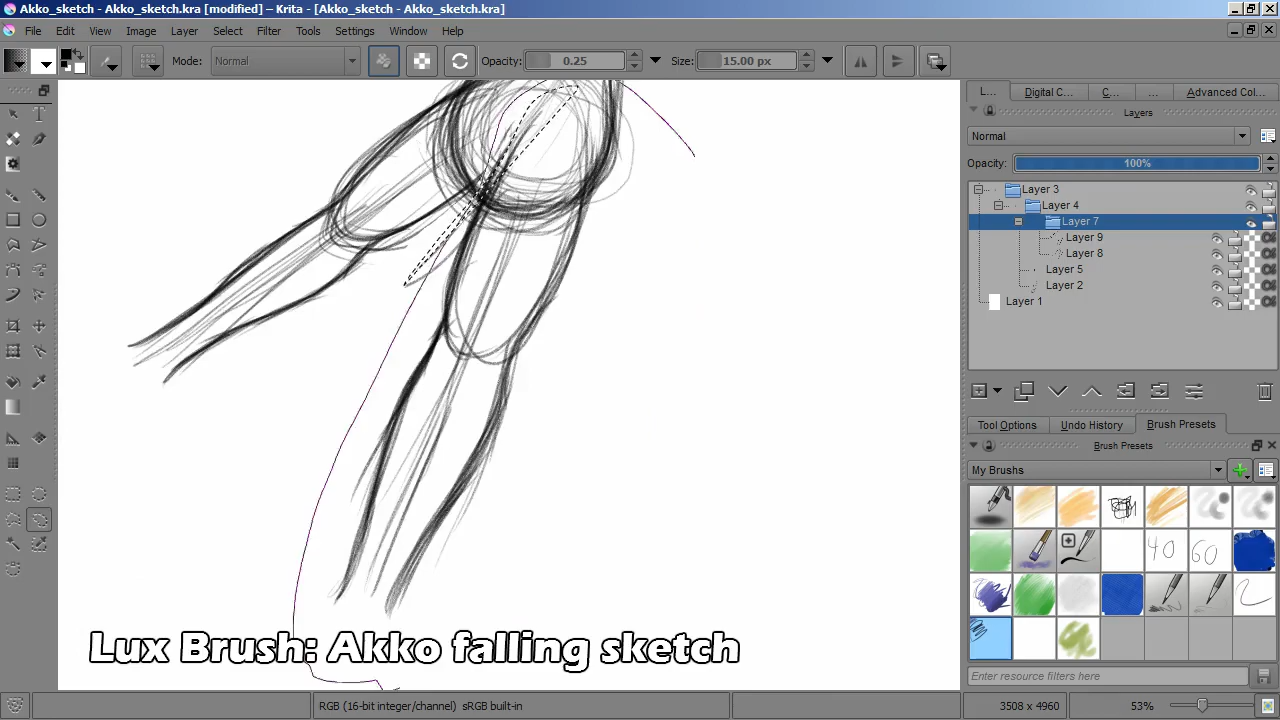 Akko_sketch - Akko_sketch.kra [modified] – Krita - [Akko_sketch - Akko_sketch.kra]
File Edit View Image Layer Select Filter Tools Settings Window Help
Mode: Normal Opacity: 0.25 Size: 15.00 px
L... Digital C... C... ... Advanced Col...
Layers
Normal
Opacity: 100%
Layer 3
Layer 4
Layer 7
Layer 9
Layer 8
Layer 5
Layer 2
Layer 1
Tool Options Undo History Brush Presets
Brush Presets
My Brushes
40 60
Lux Brush: Akko falling sketch
Enter resource filters here
RGB (16-bit integer/channel) sRGB built-in 3508 x 4960 53%